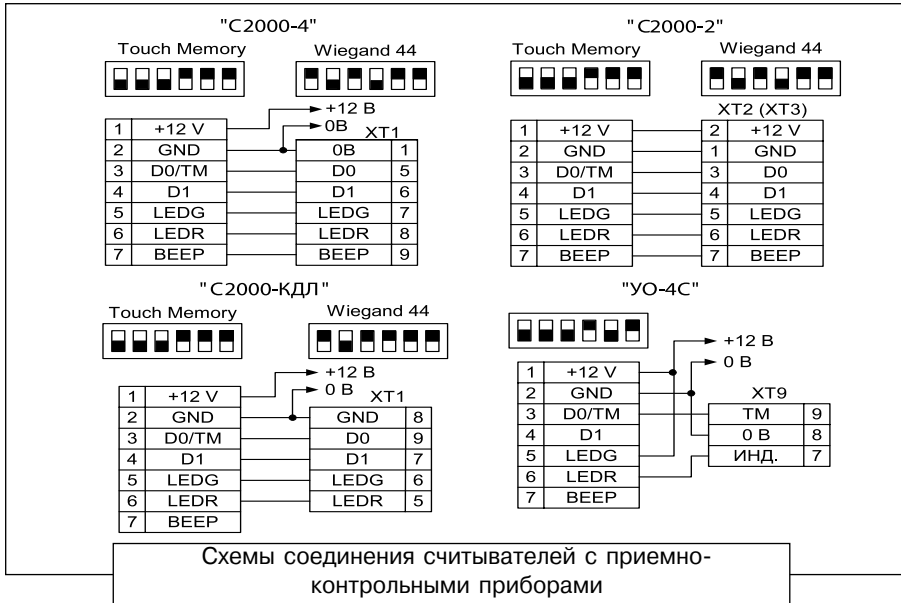 "С2000-4"
Touch Memory Wiegand 44
+12 В
0В
XT1
1 +12 V
2 GND 0В 1
3 D0/TM D0 5
4 D1 D1 6
5 LEDG LEDG 7
6 LEDR LEDR 8
7 BEEP BEEP 9
"С2000-2"
Touch Memory Wiegand 44
XT2 (XT3)
1 +12 V 2 +12 V
2 GND 1 GND
3 D0/TM 3 D0
4 D1 4 D1
5 LEDG 5 LEDG
6 LEDR 6 LEDR
7 BEEP 7 BEEP
"С2000-КДЛ"
Touch Memory Wiegand 44
+12 В
0 В
XT1
1 +12 V
2 GND GND 8
3 D0/TM D0 9
4 D1 D1 7
5 LEDG LEDG 6
6 LEDR LEDR 5
7 BEEP
"УО-4С"
+12 В
0 В
XT9
1 +12 V
2 GND
3 D0/TM TM 9
4 D1 0 В 8
5 LEDG ИНД. 7
6 LEDR
7 BEEP
Схемы соединения считывателей с приемно-
контрольными приборами